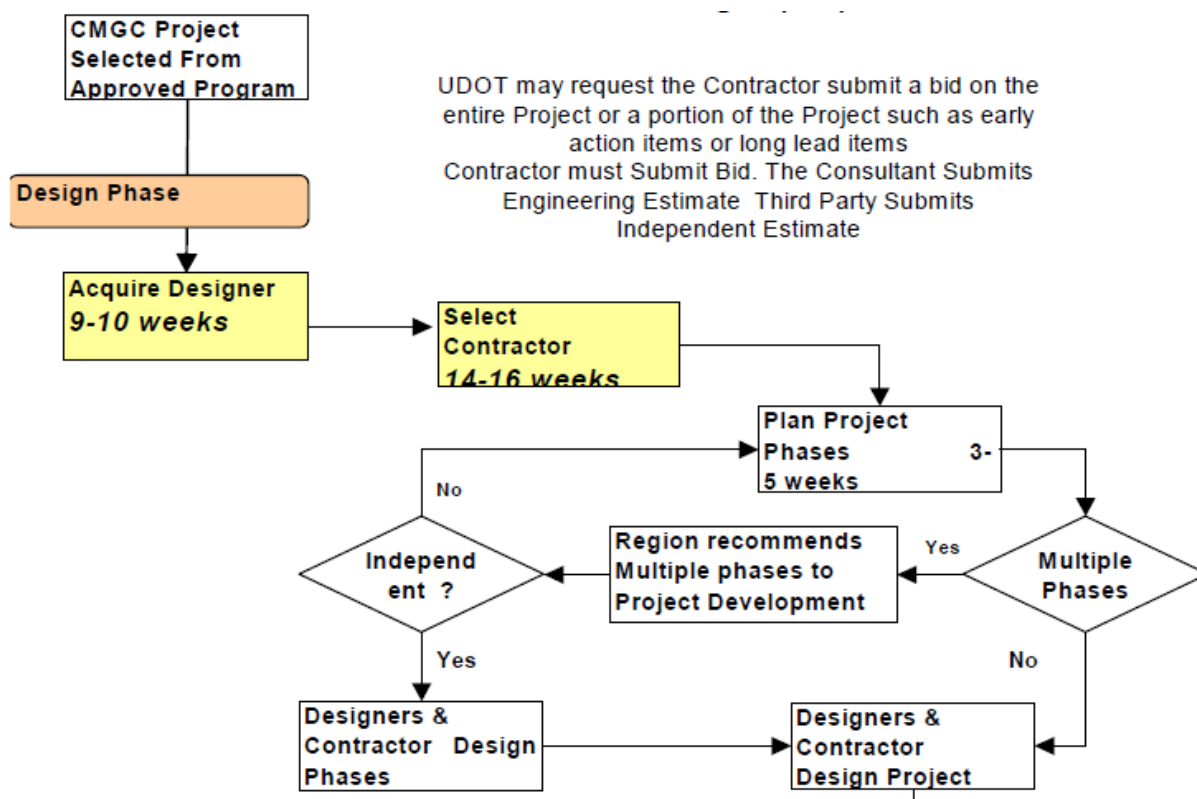 CMGC Project
Selected From
Approved Program
UDOT may request the Contractor submit a bid on the
entire Project or a portion of the Project such as early
action items or long lead items
Contractor must Submit Bid. The Consultant Submits
Engineering Estimate Third Party Submits
Independent Estimate
Design Phase
Acquire Designer
9-10 weeks
Select
Contractor
14-16 weeks
Plan Project
Phases 3-
5 weeks
No
Independ
ent ?
Region recommends
Multiple phases to
Project Development
Yes
Multiple
Phases
Yes
No
Designers &
Contractor Design
Phases
Designers &
Contractor
Design Project